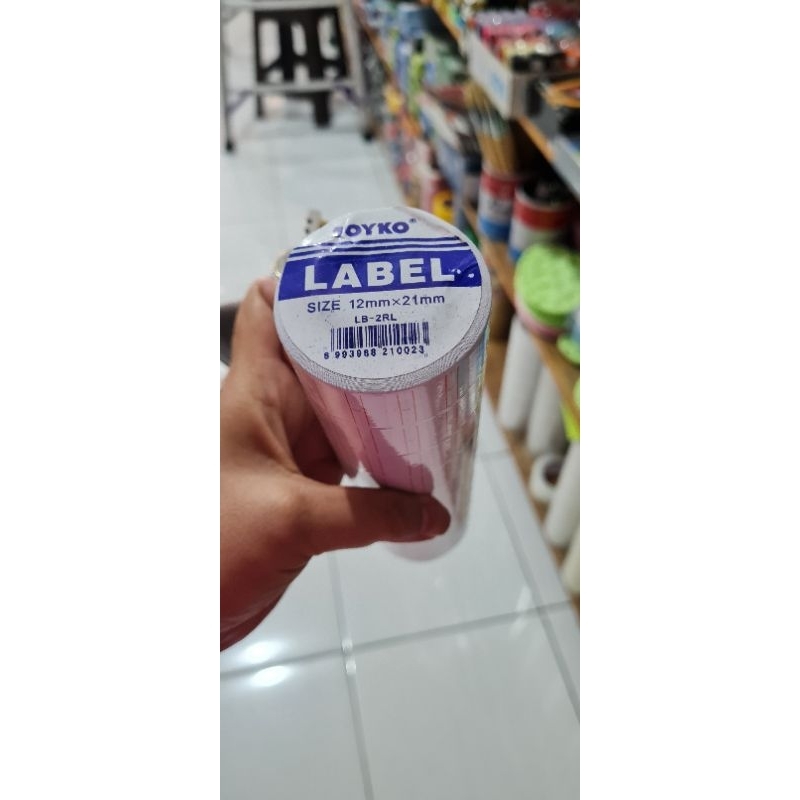 JOYKO®
LABEL
SIZE 12mm×21mm
LB-2RL
8 993988 210023